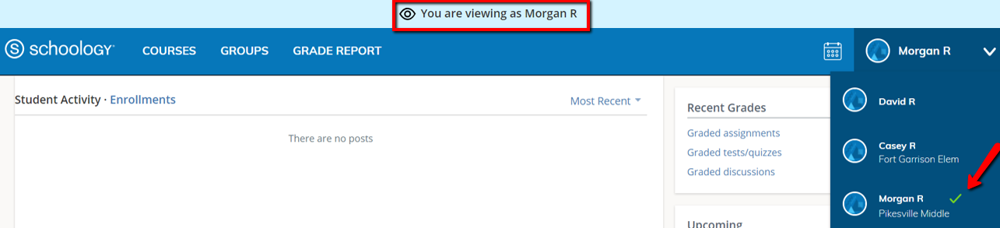 You are viewing as Morgan R
S schoology®
COURSES GROUPS GRADE REPORT
Morgan R
Student Activity · Enrollments
Most Recent
There are no posts
Recent Grades
Graded assignments
Graded tests/quizzes
Graded discussions
Upcoming
David R
Casey R
Fort Garrison Elem
Morgan R
Pikesville Middle